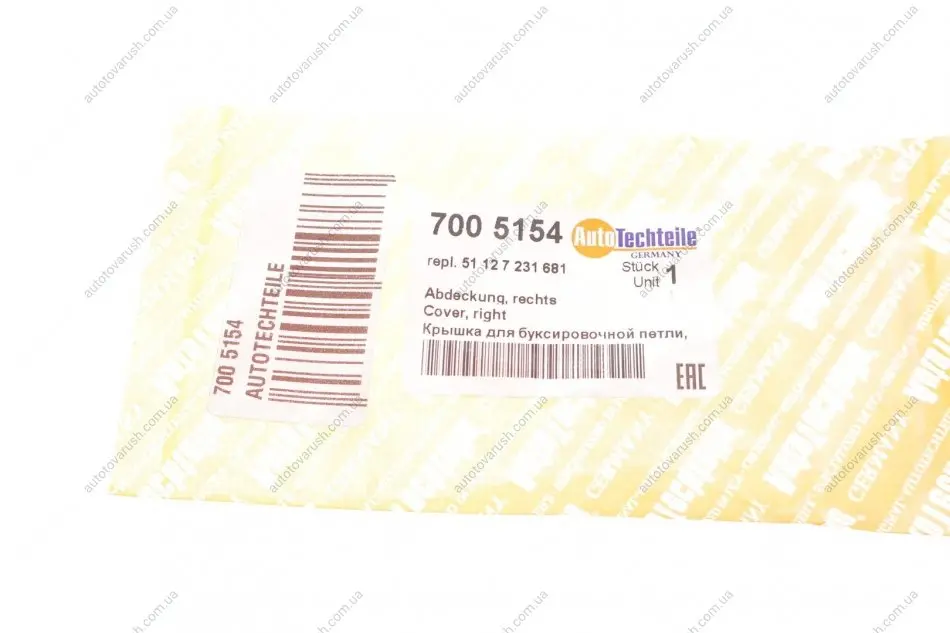 700 5154
AutoTechteile
GERMANY
repl. 51 12 7 231 681
Stück
Unit
1
Abdeckung, rechts
Cover, right
Крышка для буксировочной петли,
EAC
700 5154
AUTOTECHTEILE
autotovarush.com.ua